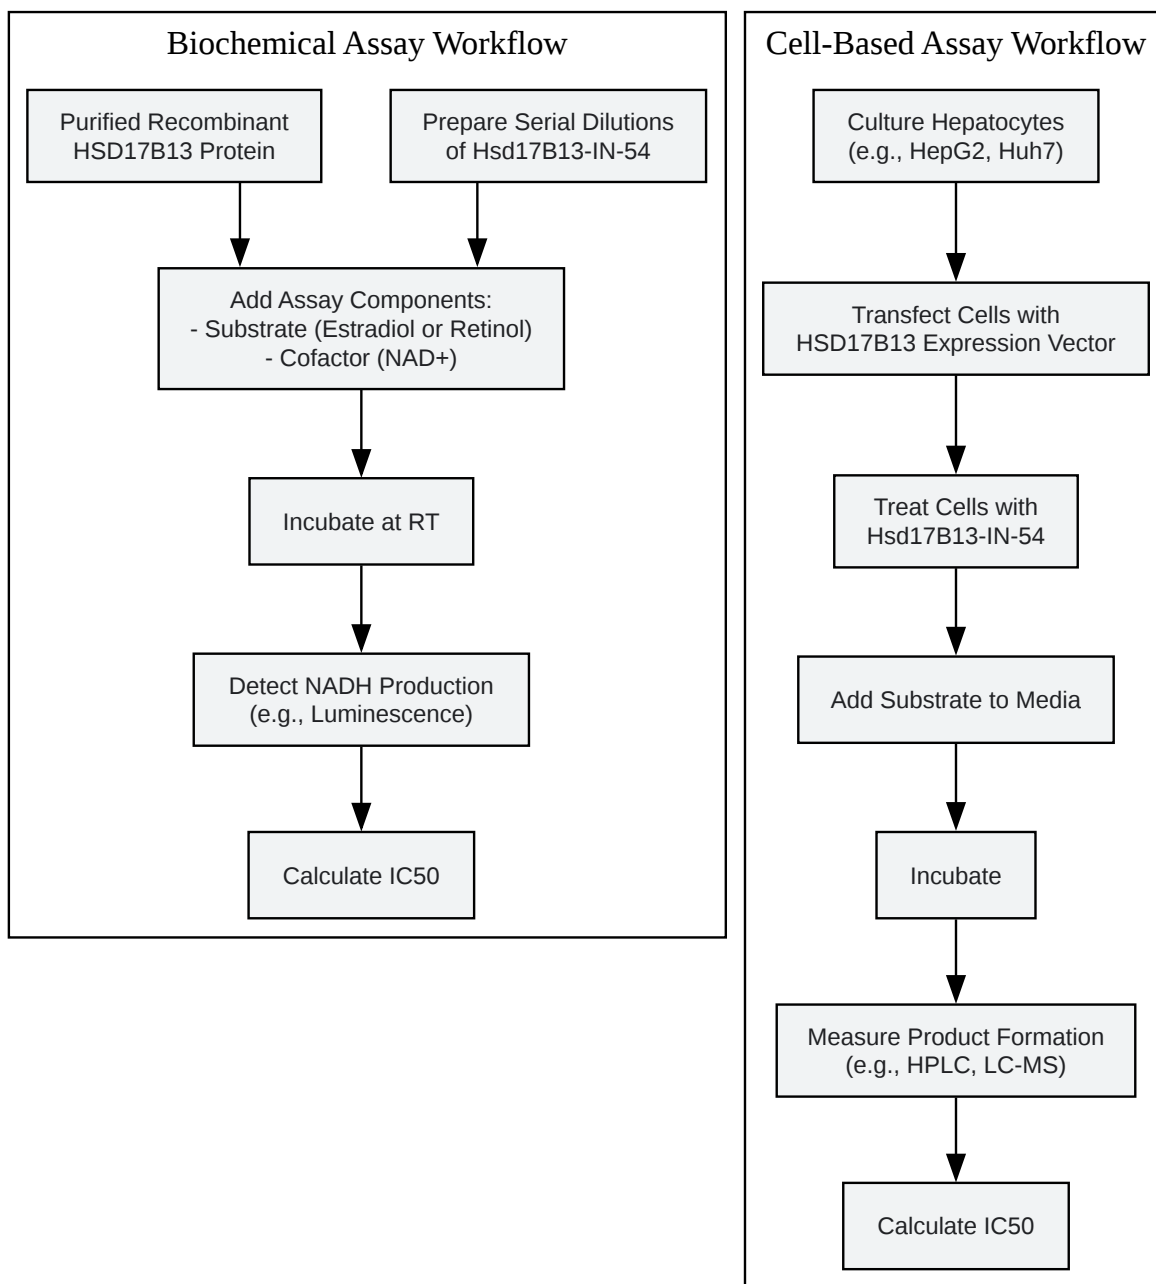 Biochemical Assay Workflow
Purified Recombinant
HSD17B13 Protein
Prepare Serial Dilutions
of Hsd17B13-IN-54
Add Assay Components:
- Substrate (Estradiol or Retinol)
- Cofactor (NAD+)
Incubate at RT
Detect NADH Production
(e.g., Luminescence)
Calculate IC50
Cell-Based Assay Workflow
Culture Hepatocytes
(e.g., HepG2, Huh7)
Transfect Cells with
HSD17B13 Expression Vector
Treat Cells with
Hsd17B13-IN-54
Add Substrate to Media
Incubate
Measure Product Formation
(e.g., HPLC, LC-MS)
Calculate IC50